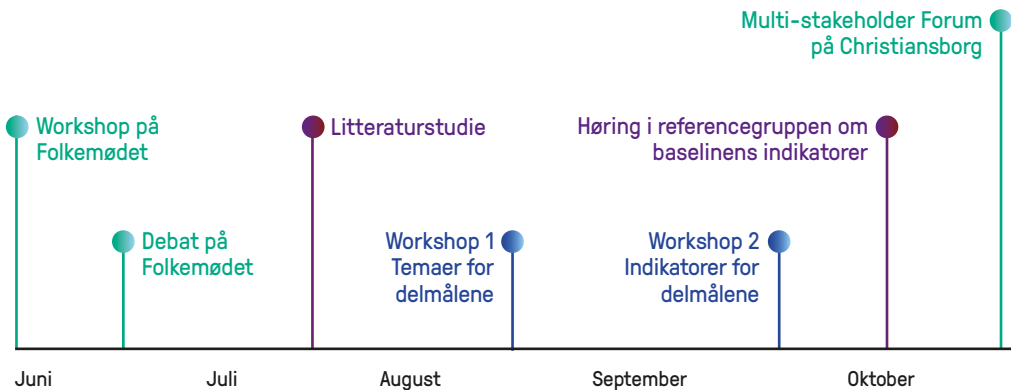 Multi-stakeholder Forum
på Christiansborg
Workshop på
Folkemødet
Litteraturstudie
Høring i referencegruppen om
baselinens indikatorer
Debat på
Folkemødet
Workshop 1
Temaer for
delmålene
Workshop 2
Indikatorer for
delmålene
Juni
Juli
August
September
Oktober